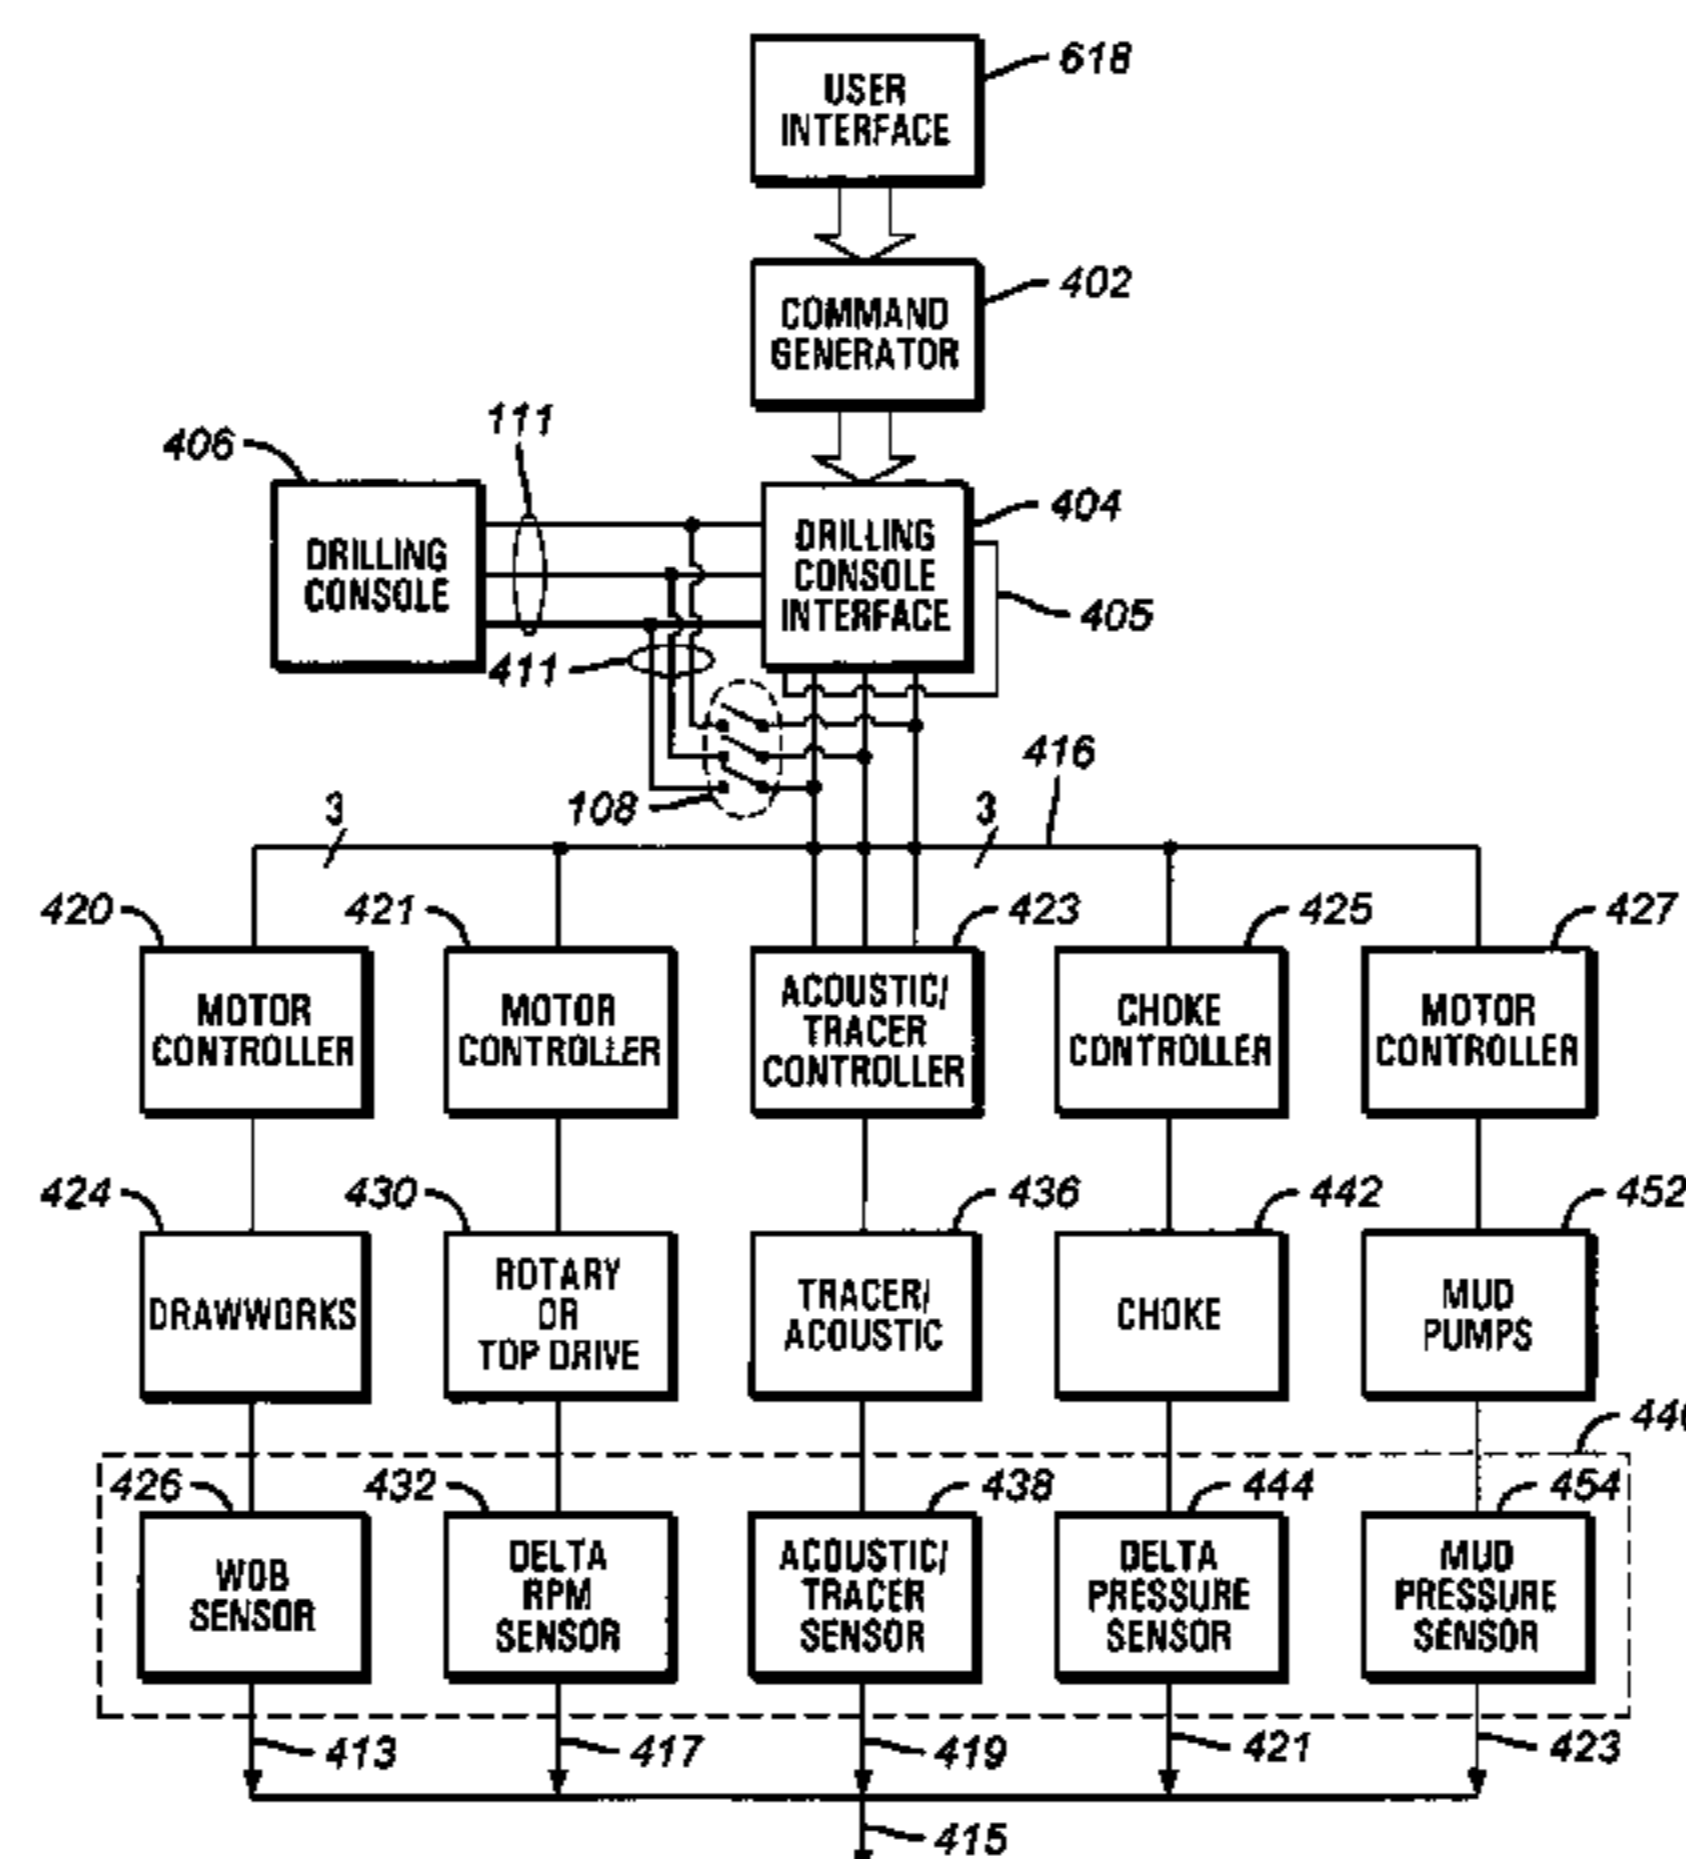 618
USER
INTERFACE
402
COMMAND
GENERATOR
111
406
404
DRILLING
CONSOLE
DRILLING
CONSOLE
INTERFACE
405
411
416
108
3
3
420
421
423
425
427
MOTOR
CONTROLLER
MOTOR
CONTROLLER
ACOUSTIC/
TRACER
CONTROLLER
CHOKE
CONTROLLER
MOTOR
CONTROLLER
424
430
436
442
452
DRAWWORKS
ROTARY
OR
TOP DRIVE
TRACER/
ACOUSTIC
CHOKE
MUD
PUMPS
426
432
438
444
454
WOB
SENSOR
DELTA
RPM
SENSOR
ACOUSTIC/
TRACER
SENSOR
DELTA
PRESSURE
SENSOR
MUD
PRESSURE
SENSOR
413
417
419
421
423
415